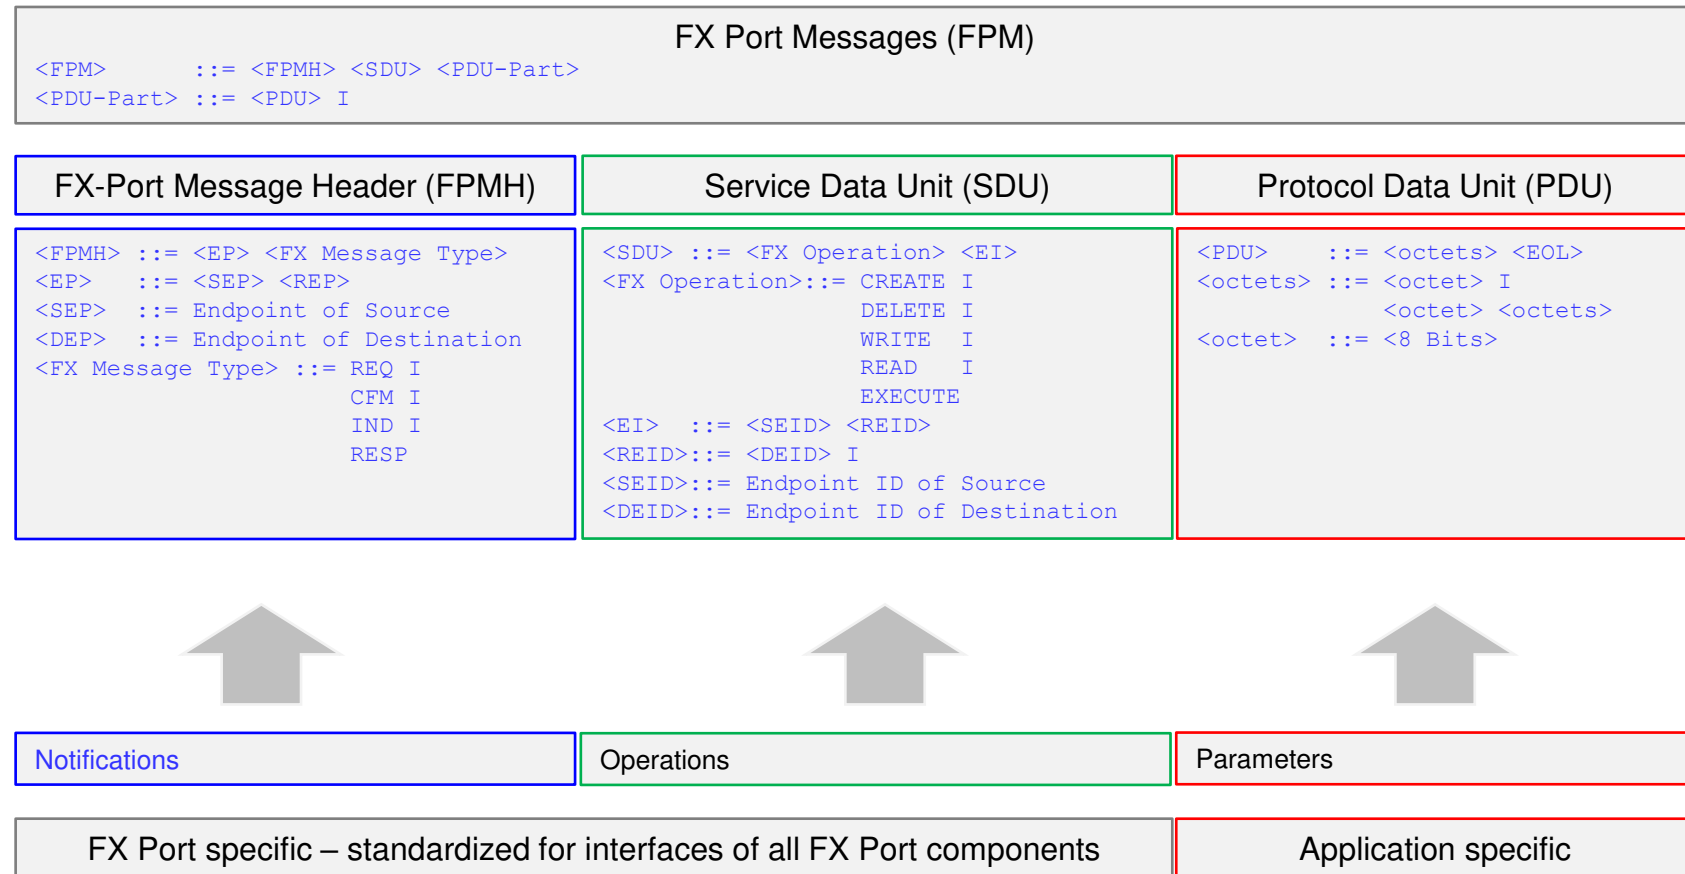 FX Port Messages (FPM)
<FPM>      ::= <FPMH> <SDU> <PDU-Part>
<PDU-Part> ::= <PDU> I
FX-Port Message Header (FPMH)
<FPMH> ::= <EP> <FX Message Type>
<EP>   ::= <SEP> <REP>
<SEP>  ::= Endpoint of Source
<DEP>  ::= Endpoint of Destination
<FX Message Type> ::= REQ I
CFM I
IND I
RESP
Service Data Unit (SDU)
<SDU> ::= <FX Operation> <EI>
<FX Operation>::= CREATE I
DELETE I
WRITE  I
READ   I
EXECUTE
<EI>  ::= <SEID> <REID>
<REID>::= <DEID> I
<SEID>::= Endpoint ID of Source
<DEID>::= Endpoint ID of Destination
Protocol Data Unit (PDU)
<PDU>    ::= <octets> <EOL>
<octets> ::= <octet> I
<octet> <octets>
<octet>  ::= <8 Bits>
Notifications
Operations
Parameters
FX Port specific – standardized for interfaces of all FX Port components
Application specific